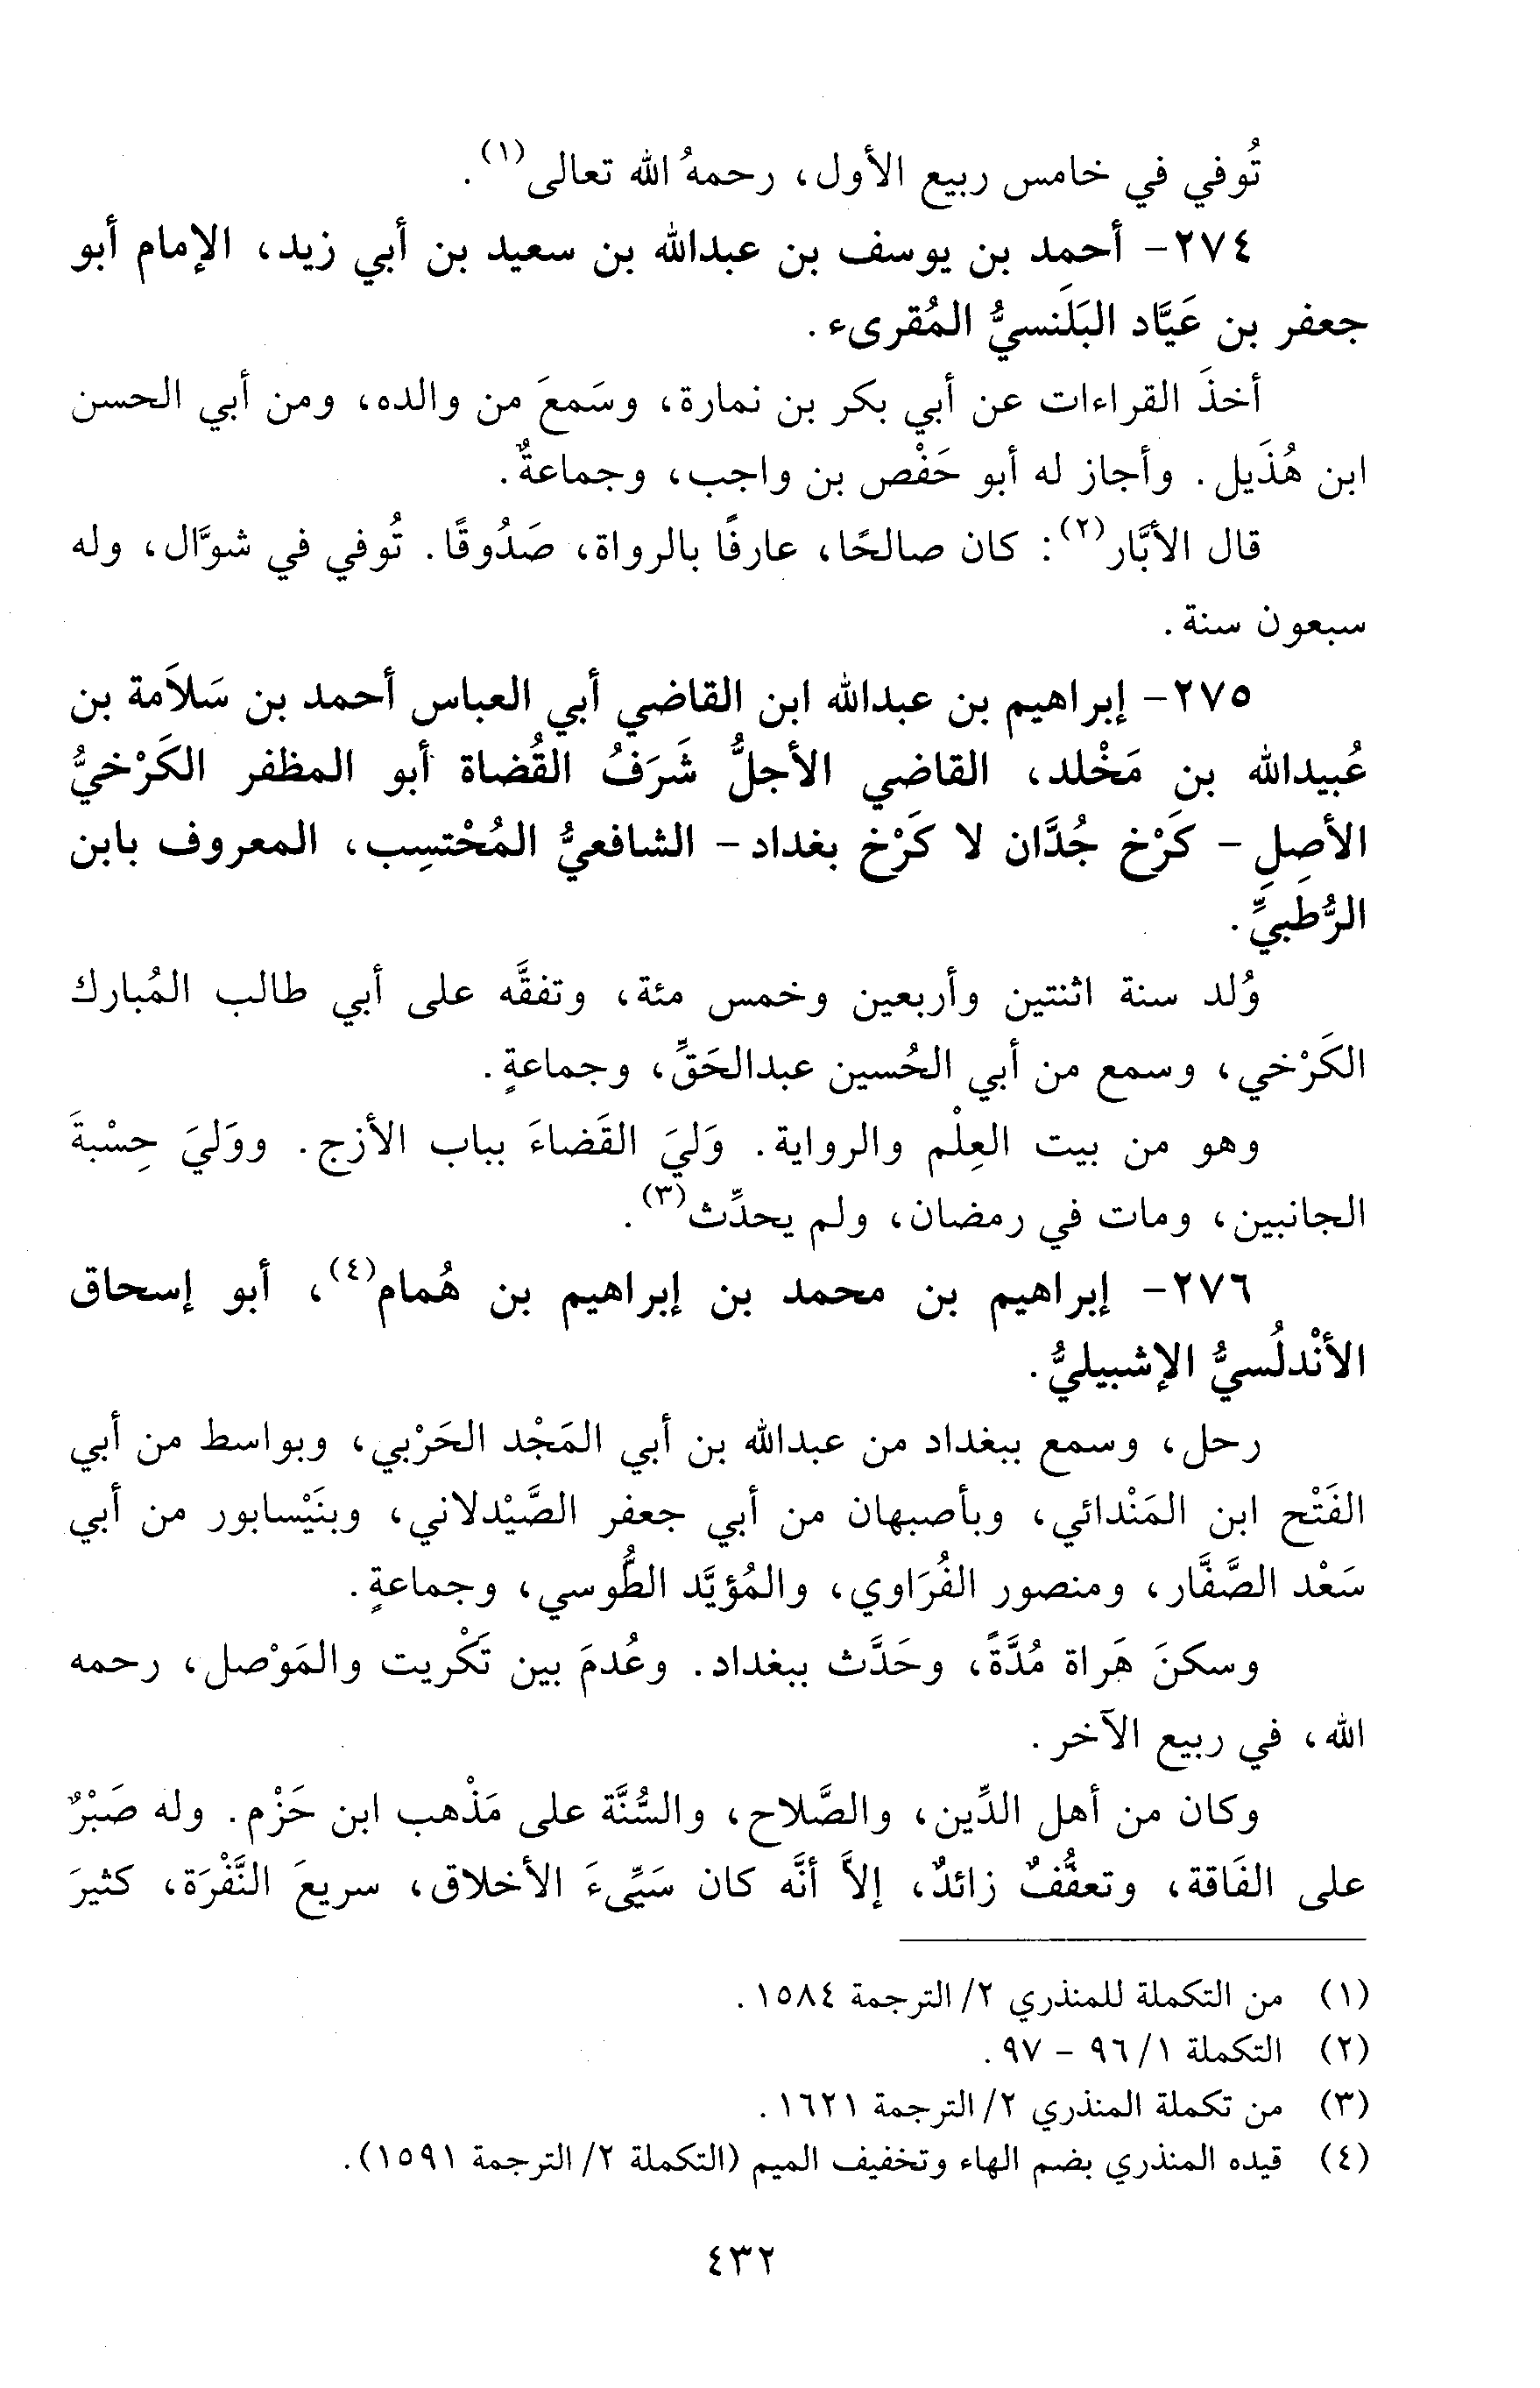 تُوفي في خامس ربيع الأول، رحمهُ الله تعالى(١).
٢٧٤- أحمد بن يوسف بن عبدالله بن سعيد بن أبي زيد، الإمام أبو
جعفر بن عَيَّاد البَلَنسيُّ المُقرىء.
أخذَ القراءات عن أبي بكر بن نمارة، وسَمعَ من والده، ومن أبي الحسن
ابن هُذَيل. وأجاز له أبو حَفْص بن واجب، وجماعةٌ.
قال الأبَّار(٢): كان صالحًا، عارفًا بالرواة، صَدُوقًا. تُوفي في شوَّال، وله
سبعون سنة.
٢٧٥- إبراهيم بن عبدالله ابن القاضي أبي العباس أحمد بن سَلاَمة بن
عُبيدالله بن مَخْلد، القاضي الأجلُّ شَرَفُ القُضاة أبو المظفر الكَرْخيُّ
الأصلِ - كَرْخ جُدَّان لا كَرْخ بغداد- الشافعيُّ المُحْتسِب، المعروف بابن
الرُّطَبيِّ.
وُلد سنة اثنتين وأربعين وخمس مئة، وتفقَّه على أبي طالب المُبارك
الكَرْخي، وسمع من أبي الحُسين عبدالحَقِّ، وجماعةٍ.
وهو من بيت العِلْم والرواية. وَليَ القَضاءَ بباب الأزج. ووَليَ حِسْبةَ
الجانبين، ومات في رمضان، ولم يحدِّث(٣).
٢٧٦- إبراهيم بن محمد بن إبراهيم بن هُمام(٤)، أبو إسحاق
الأنْدلُسيُّ الإشبيليُّ.
رحل، وسمع ببغداد من عبدالله بن أبي المَجْد الحَرْبي، وبواسط من أبي
الفَتْح ابن المَنْدائي، وبأصبهان من أبي جعفر الصَّيْدلاني، وبنَيْسابور من أبي
سَعْد الصَّفَّار، ومنصور الفُرَاوي، والمُؤيَّد الطُّوسي، وجماعةٍ.
وسكنَ هَراة مُدَّةً، وحَدَّث ببغداد. وعُدمَ بين تَكْريت والمَوْصل، رحمه
الله، في ربيع الآخر.
وكان من أهل الدِّين، والصَّلاح، والسُّنَّة على مَذْهب ابن حَزْم. وله صَبْرٌ
على الفَاقة، وتعفُّفٌ زائدٌ، إلاَّ أنَّه كان سَيِّىءَ الأخلاق، سريعَ النَّفْرَة، كثيرَ
(١) من التكملة للمنذري ٢/ الترجمة ١٥٨٤.
(٢) التكملة ١/ ٩٦ - ٩٧.
(٣) من تكملة المنذري ٢/ الترجمة ١٦٢١.
(٤) قيده المنذري بضم الهاء وتخفيف الميم (التكملة ٢/ الترجمة ١٥٩١).
٤٣٢